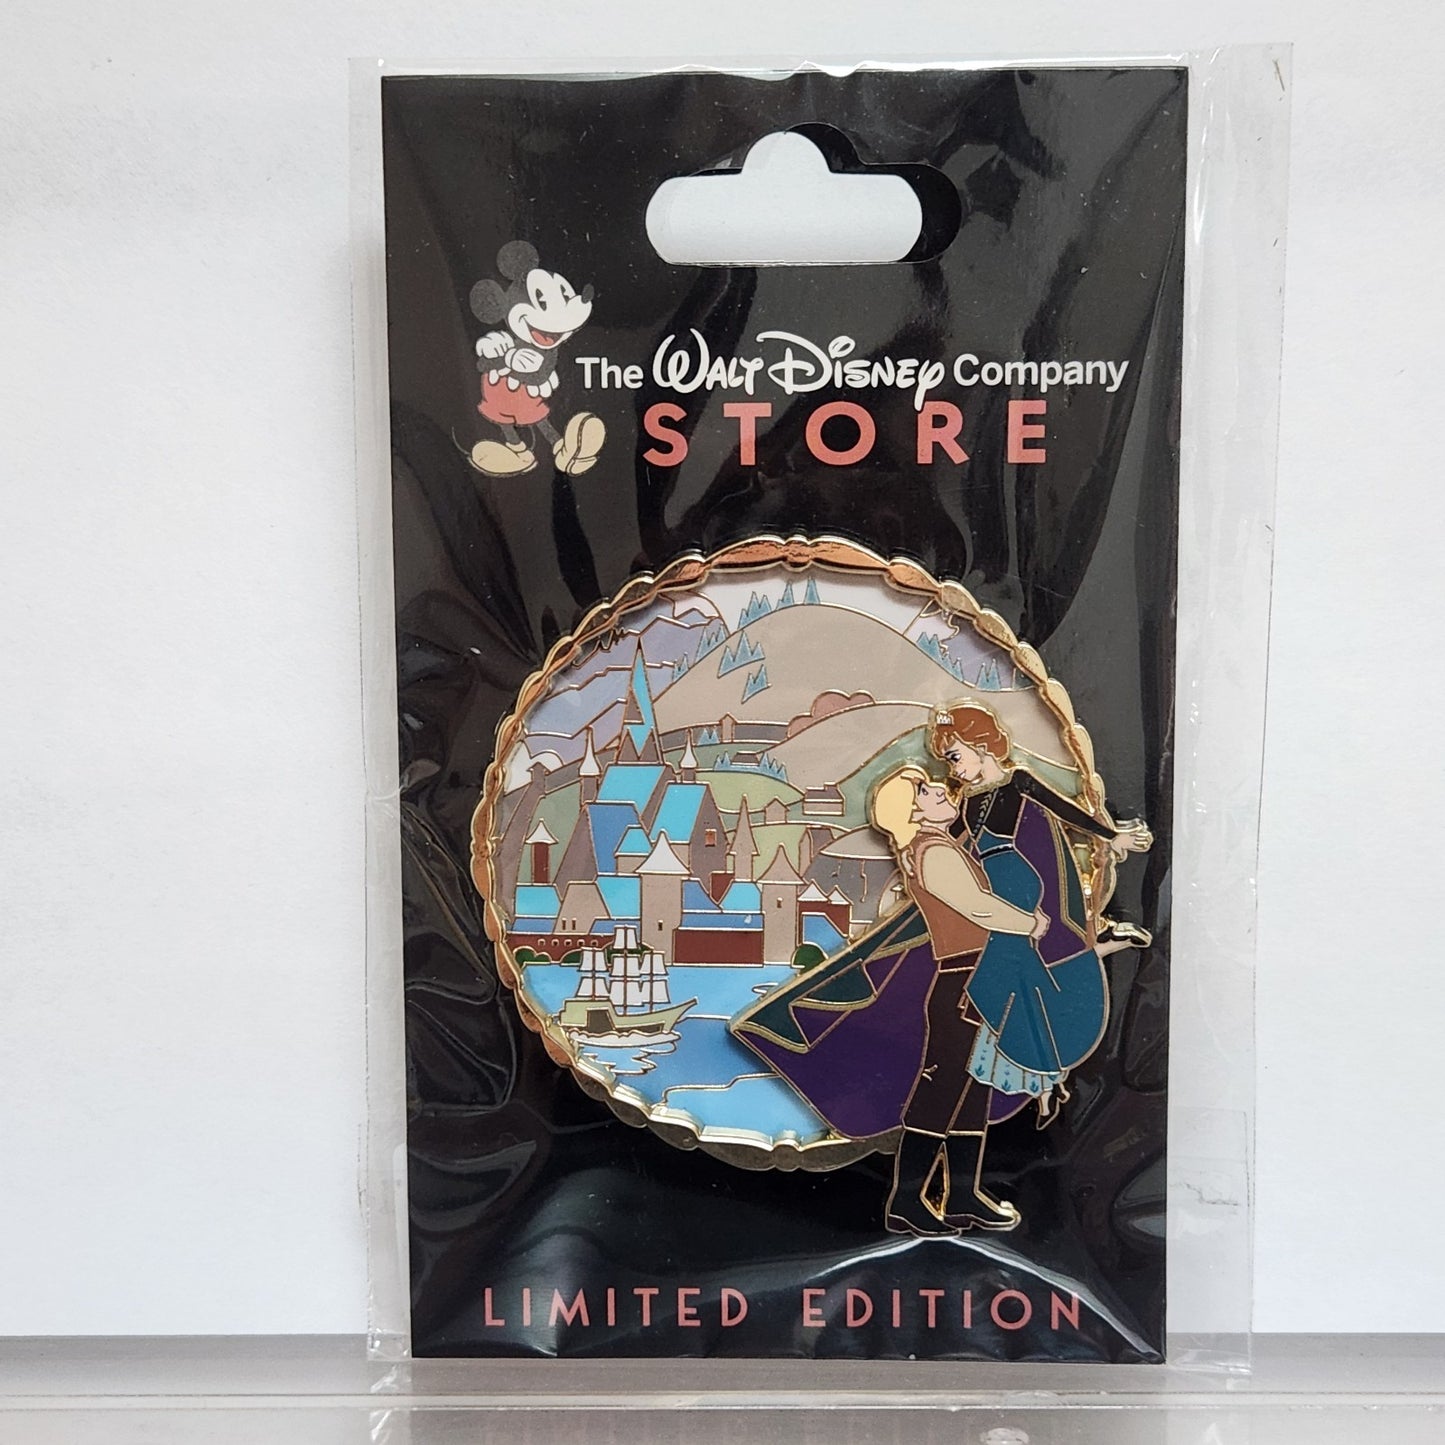 The Walt Disney Company
STORE
LIMITED EDITION